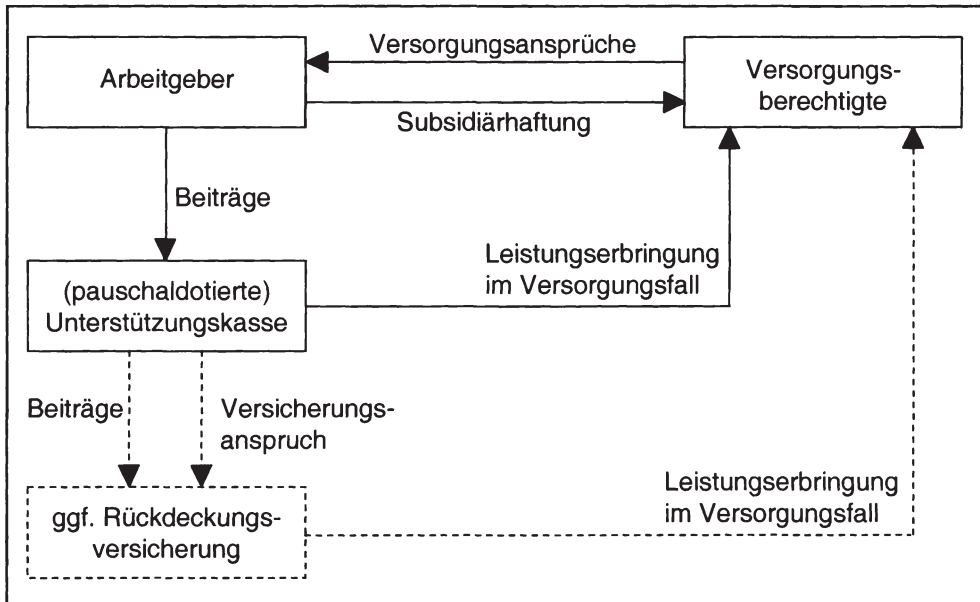 Versorgungsansprüche
Arbeitgeber
Versorgungs-
berechtigte
Subsidiärhaftung
Beiträge
Leistungserbringung
im Versorgungsfall
(pauschaldotierte)
Unterstützungskasse
Beiträge
Versicherungs-
anspruch
Leistungserbringung
im Versorgungsfall
ggf. Rückdeckungs-
versicherung